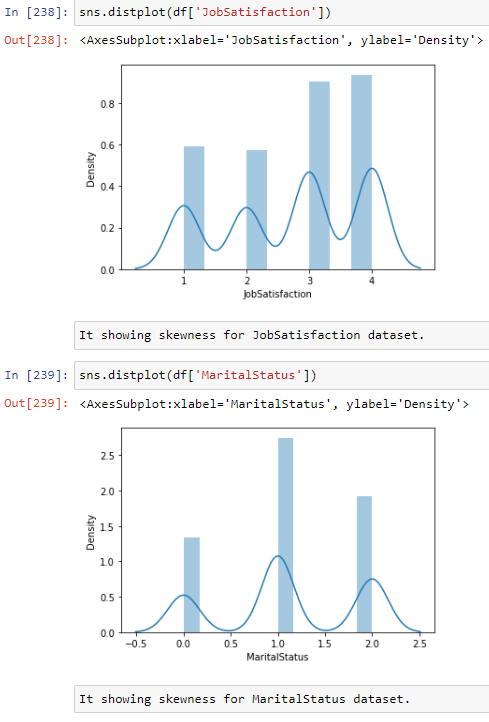 In [238]: sns.distplot(df['JobSatisfaction'])
Out[238]: <AxesSubplot:xlabel='JobSatisfaction', ylabel='Density'>
0.8
0.6
0.4
0.2
0.0
Density
1 2 3 4
JobSatisfaction
It showing skewness for JobSatisfaction dataset.
In [239]: sns.distplot(df['MaritalStatus'])
Out[239]: <AxesSubplot:xlabel='MaritalStatus', ylabel='Density'>
2.5
2.0
1.5
1.0
0.5
0.0
Density
−0.5 0.0 0.5 1.0 1.5 2.0 2.5
MaritalStatus
It showing skewness for MaritalStatus dataset.